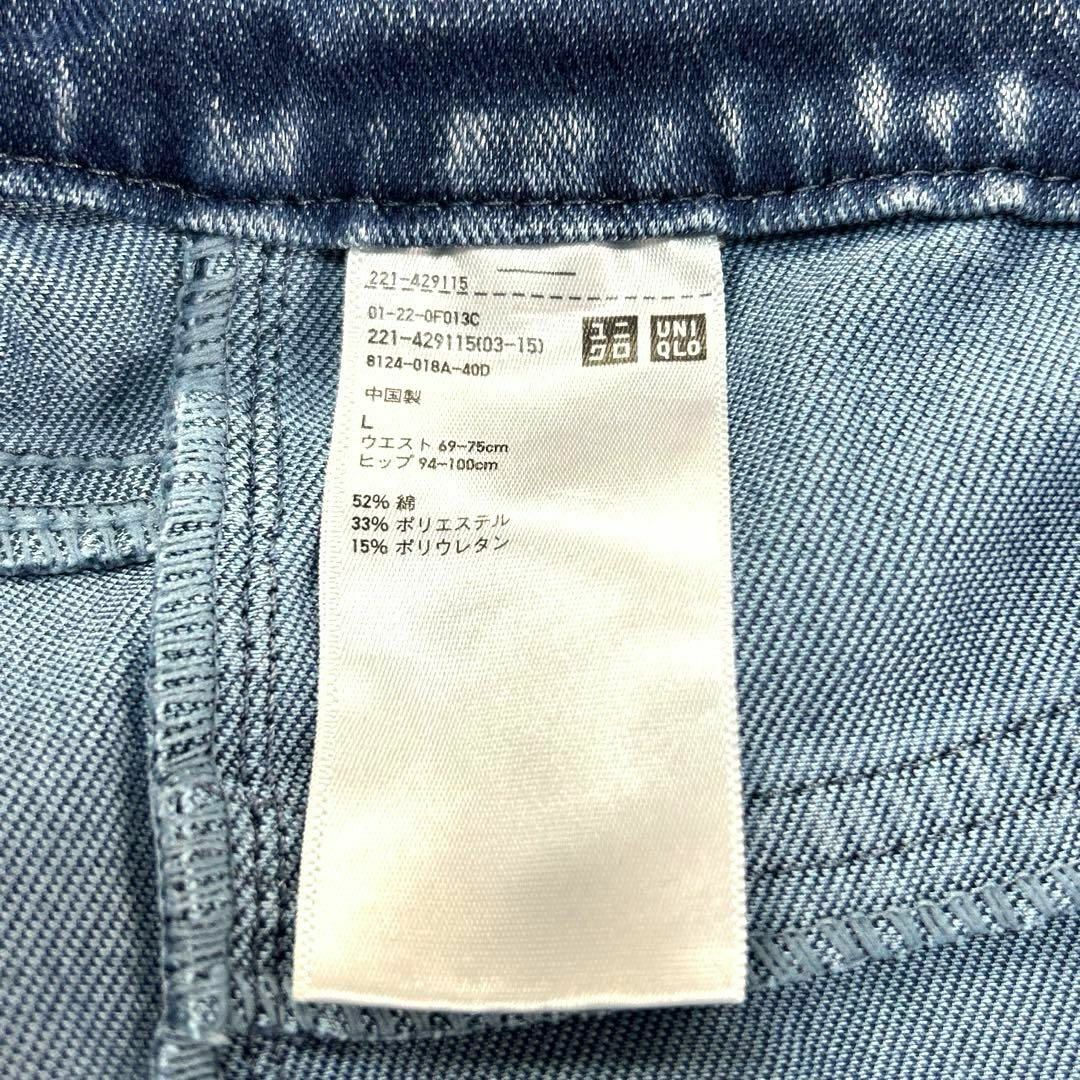 221-429115
01-22-0F013C
221-429115(03-15)
8124-018A-40D
ユニ
クロ
UNI
QLO
中国製
L
ウエスト 69-75cm
ヒップ 94-100cm
52% 綿
33% ポリエステル
15% ポリウレタン